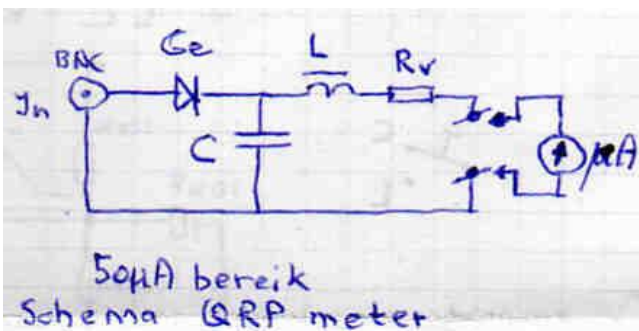 BNC Ge L Rv
In
C
µA
50µA bereik
Schema QRP meter